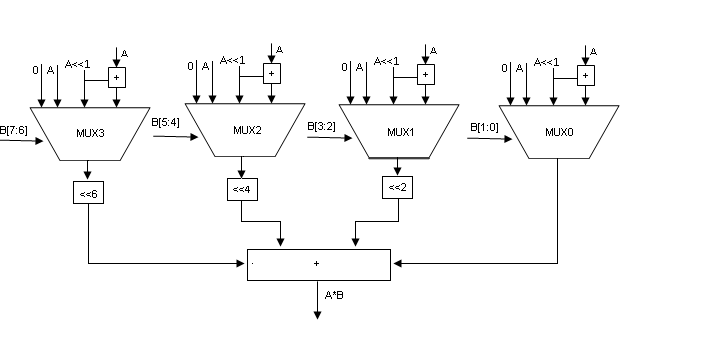 A A A A
0 A A<<1 + 0 A A<<1 + 0 A A<<1 + 0 A A<<1 +
B[7:6] MUX3 B[5:4] MUX2 B[3:2] MUX1 B[1:0] MUX0
<<6 <<4 <<2
+
A*B